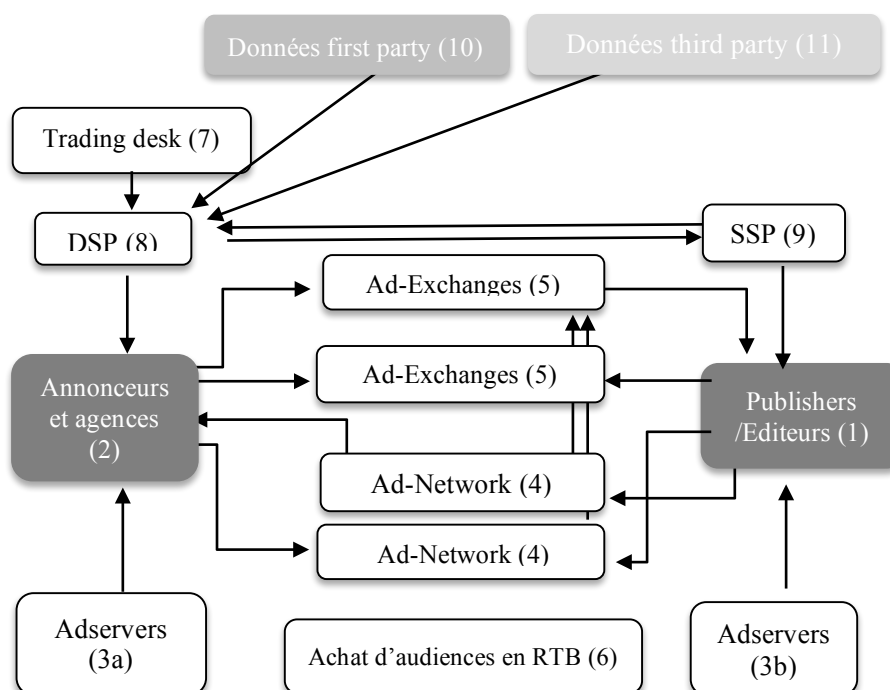 Données first party (10)
Données third party (11)
Trading desk (7)
DSP (8)
SSP (9)
Ad-Exchanges (5)
Ad-Exchanges (5)
Annonceurs
et agences
(2)
Publishers
/Editeurs (1)
Ad-Network (4)
Ad-Network (4)
Adservers
(3a)
Achat d’audiences en RTB (6)
Adservers
(3b)